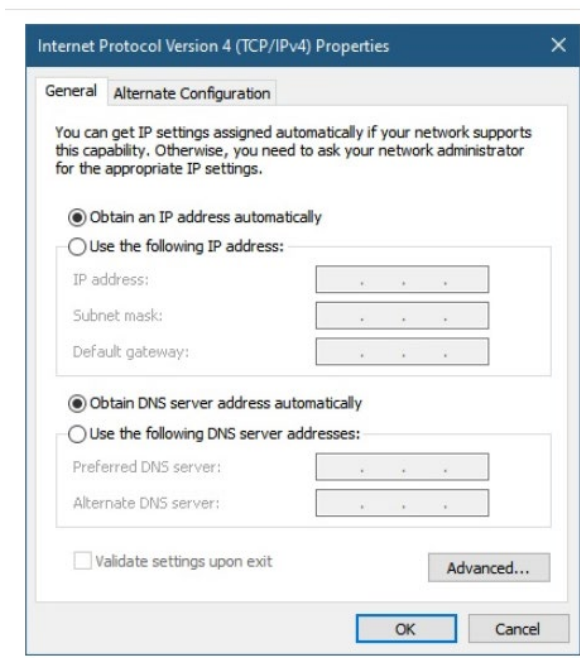 Internet Protocol Version 4 (TCP/IPv4) Properties
General
Alternate Configuration
You can get IP settings assigned automatically if your network supports
this capability. Otherwise, you need to ask your network administrator
for the appropriate IP settings.
Obtain an IP address automatically
Use the following IP address:
IP address:
Subnet mask:
Default gateway:
Obtain DNS server address automatically
Use the following DNS server addresses:
Preferred DNS server:
Alternate DNS server:
Validate settings upon exit
Advanced...
OK
Cancel